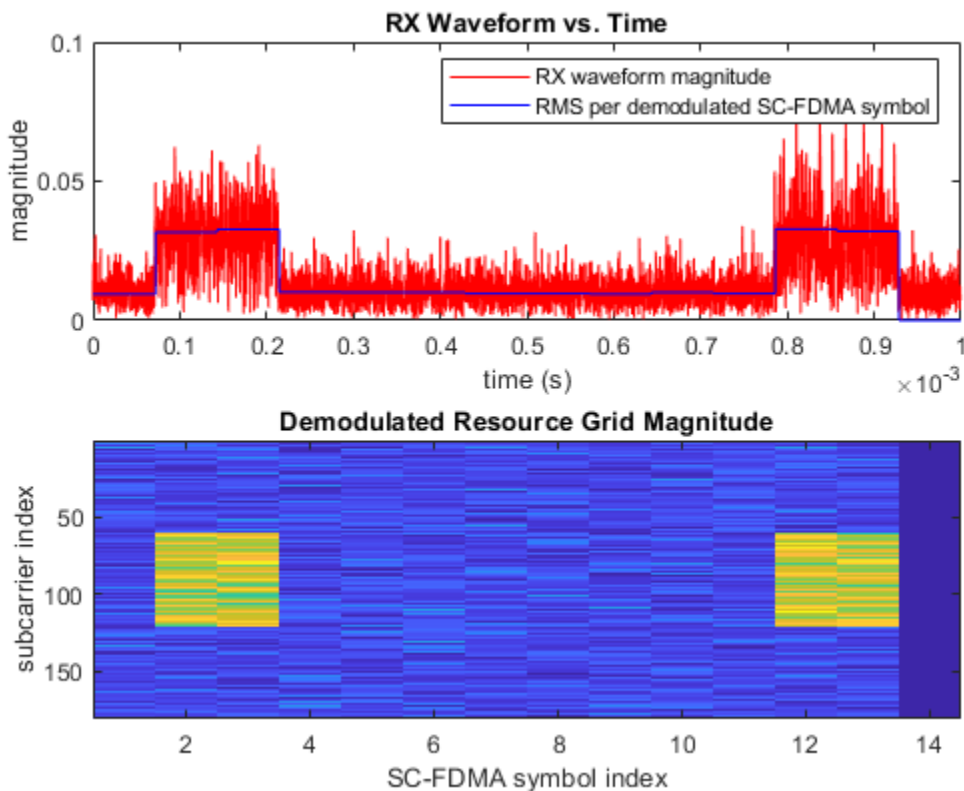 RX Waveform vs. Time
0.1
RX waveform magnitude
RMS per demodulated SC-FDMA symbol
0.05
magnitude
0
0 0.1 0.2 0.3 0.4 0.5 0.6 0.7 0.8 0.9 1
time (s)
×10⁻³
Demodulated Resource Grid Magnitude
50
100
150
subcarrier index
2 4 6 8 10 12 14
SC-FDMA symbol index